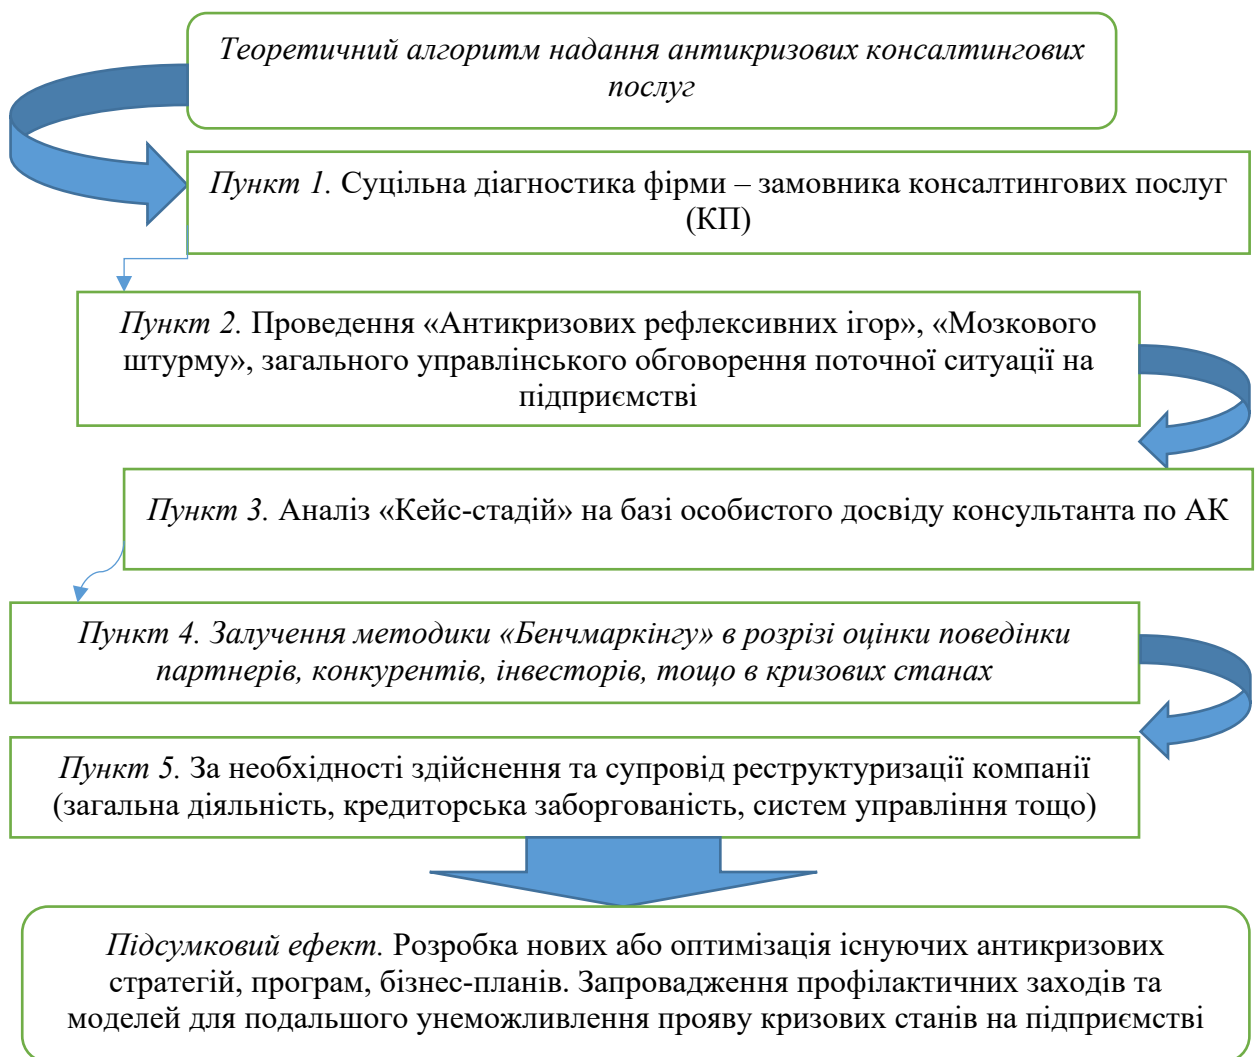 Теоретичний алгоритм надання антикризових консалтингових
послуг
Пункт 1. Суцільна діагностика фірми – замовника консалтингових послуг
(КП)
Пункт 2. Проведення «Антикризових рефлексивних ігор», «Мозкового
штурму», загального управлінського обговорення поточної ситуації на
підприємстві
Пункт 3. Аналіз «Кейс-стадій» на базі особистого досвіду консультанта по АК
Пункт 4. Залучення методики «Бенчмаркінгу» в розрізі оцінки поведінки
партнерів, конкурентів, інвесторів, тощо в кризових станах
Пункт 5. За необхідності здійснення та супровід реструктуризації компанії
(загальна діяльність, кредиторська заборгованість, систем управління тощо)
Підсумковий ефект. Розробка нових або оптимізація існуючих антикризових
стратегій, програм, бізнес-планів. Запровадження профілактичних заходів та
моделей для подальшого унеможливлення прояву кризових станів на підприємстві